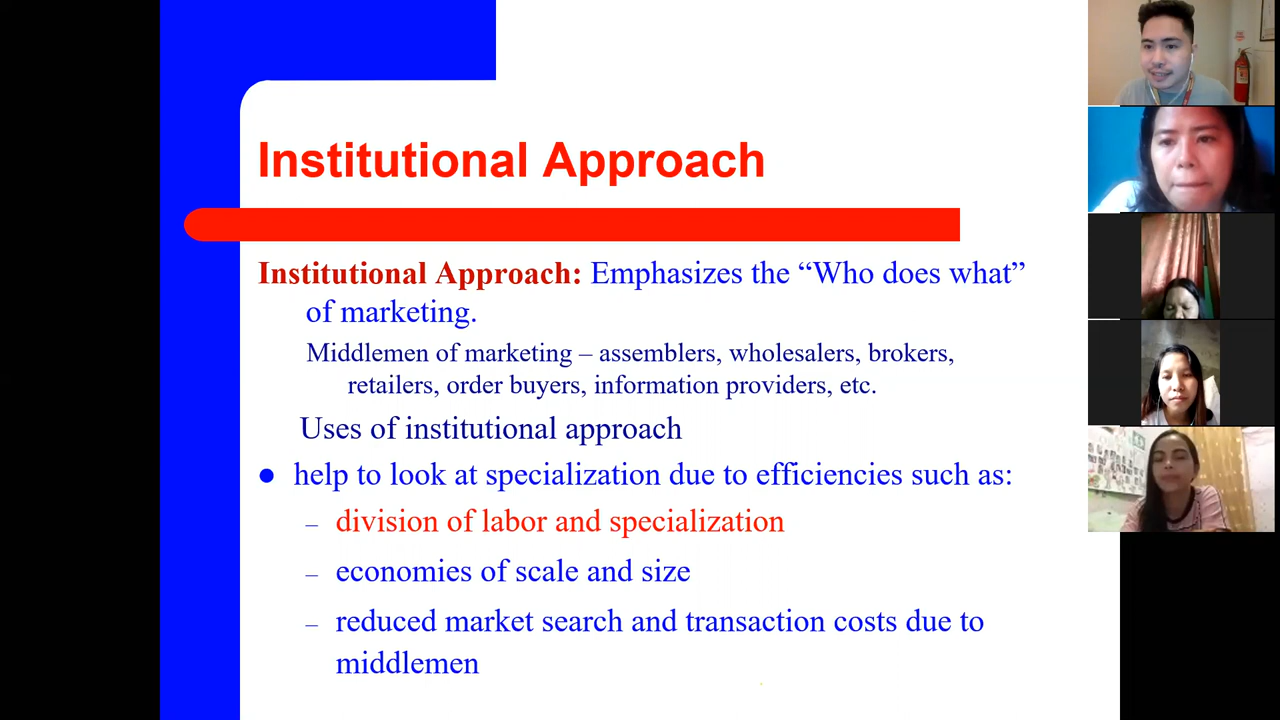 Institutional Approach
Institutional Approach: Emphasizes the “Who does what”
of marketing.
Middlemen of marketing – assemblers, wholesalers, brokers,
retailers, order buyers, information providers, etc.
Uses of institutional approach
● help to look at specialization due to efficiencies such as:
– division of labor and specialization
– economies of scale and size
– reduced market search and transaction costs due to
middlemen